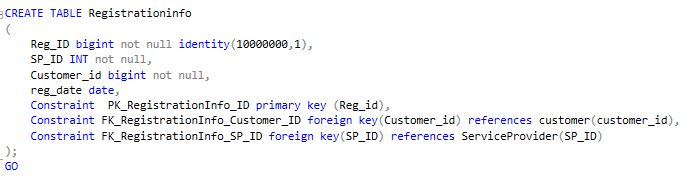 CREATE TABLE Registrationinfo
(
Reg_ID bigint not null identity(10000000,1),
SP_ID INT not null,
Customer_id bigint not null,
reg_date date,
Constraint  PK_RegistrationInfo_ID primary key (Reg_id),
Constraint FK_RegistrationInfo_Customer_ID foreign key(Customer_id) references customer(customer_id),
Constraint FK_RegistrationInfo_SP_ID foreign key(SP_ID) references ServiceProvider(SP_ID)
);
GO